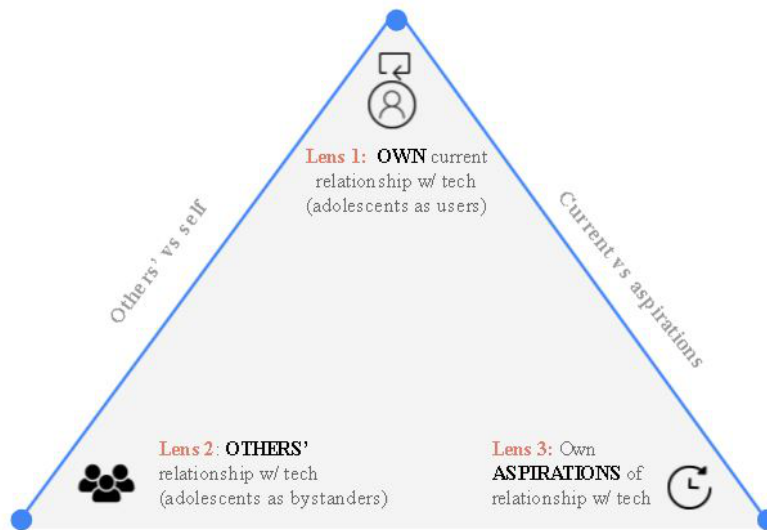 Lens 1: OWN current
relationship w/ tech
(adolescents as users)
Others' vs self
Current vs aspirations
Lens 2: OTHERS'
relationship w/ tech
(adolescents as bystanders)
Lens 3: Own
ASPIRATIONS of
relationship w/ tech